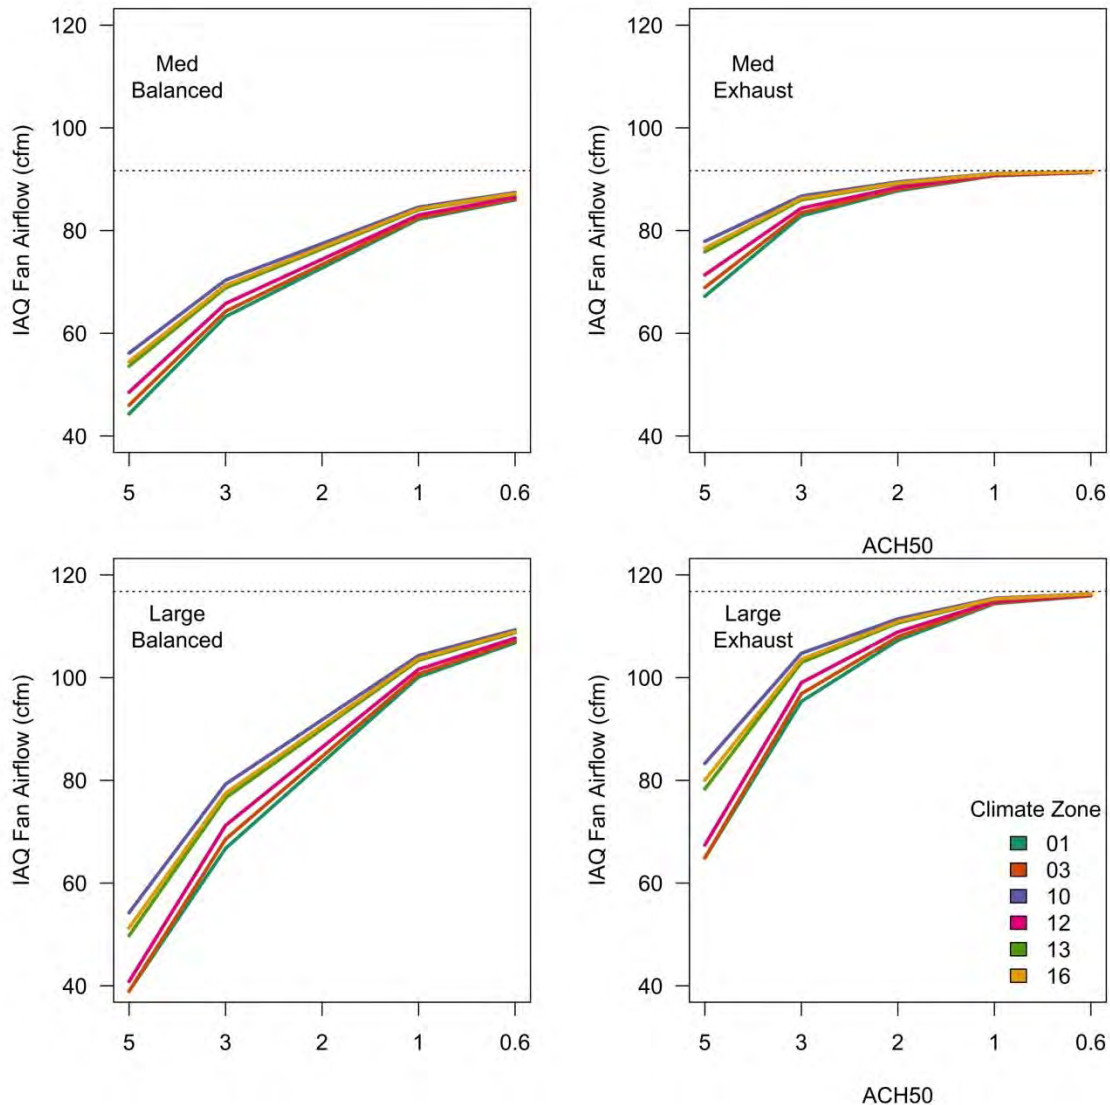 120
Med
Balanced
100
80
60
40
IAQ Fan Airflow (cfm)
5 3 2 1 0.6
120
Med
Exhaust
100
80
60
40
IAQ Fan Airflow (cfm)
5 3 2 1 0.6
ACH50
120
Large
Balanced
100
80
60
40
IAQ Fan Airflow (cfm)
5 3 2 1 0.6
120
Large
Exhaust
100
80
60
40
IAQ Fan Airflow (cfm)
Climate Zone
01
03
10
12
13
16
5 3 2 1 0.6
ACH50